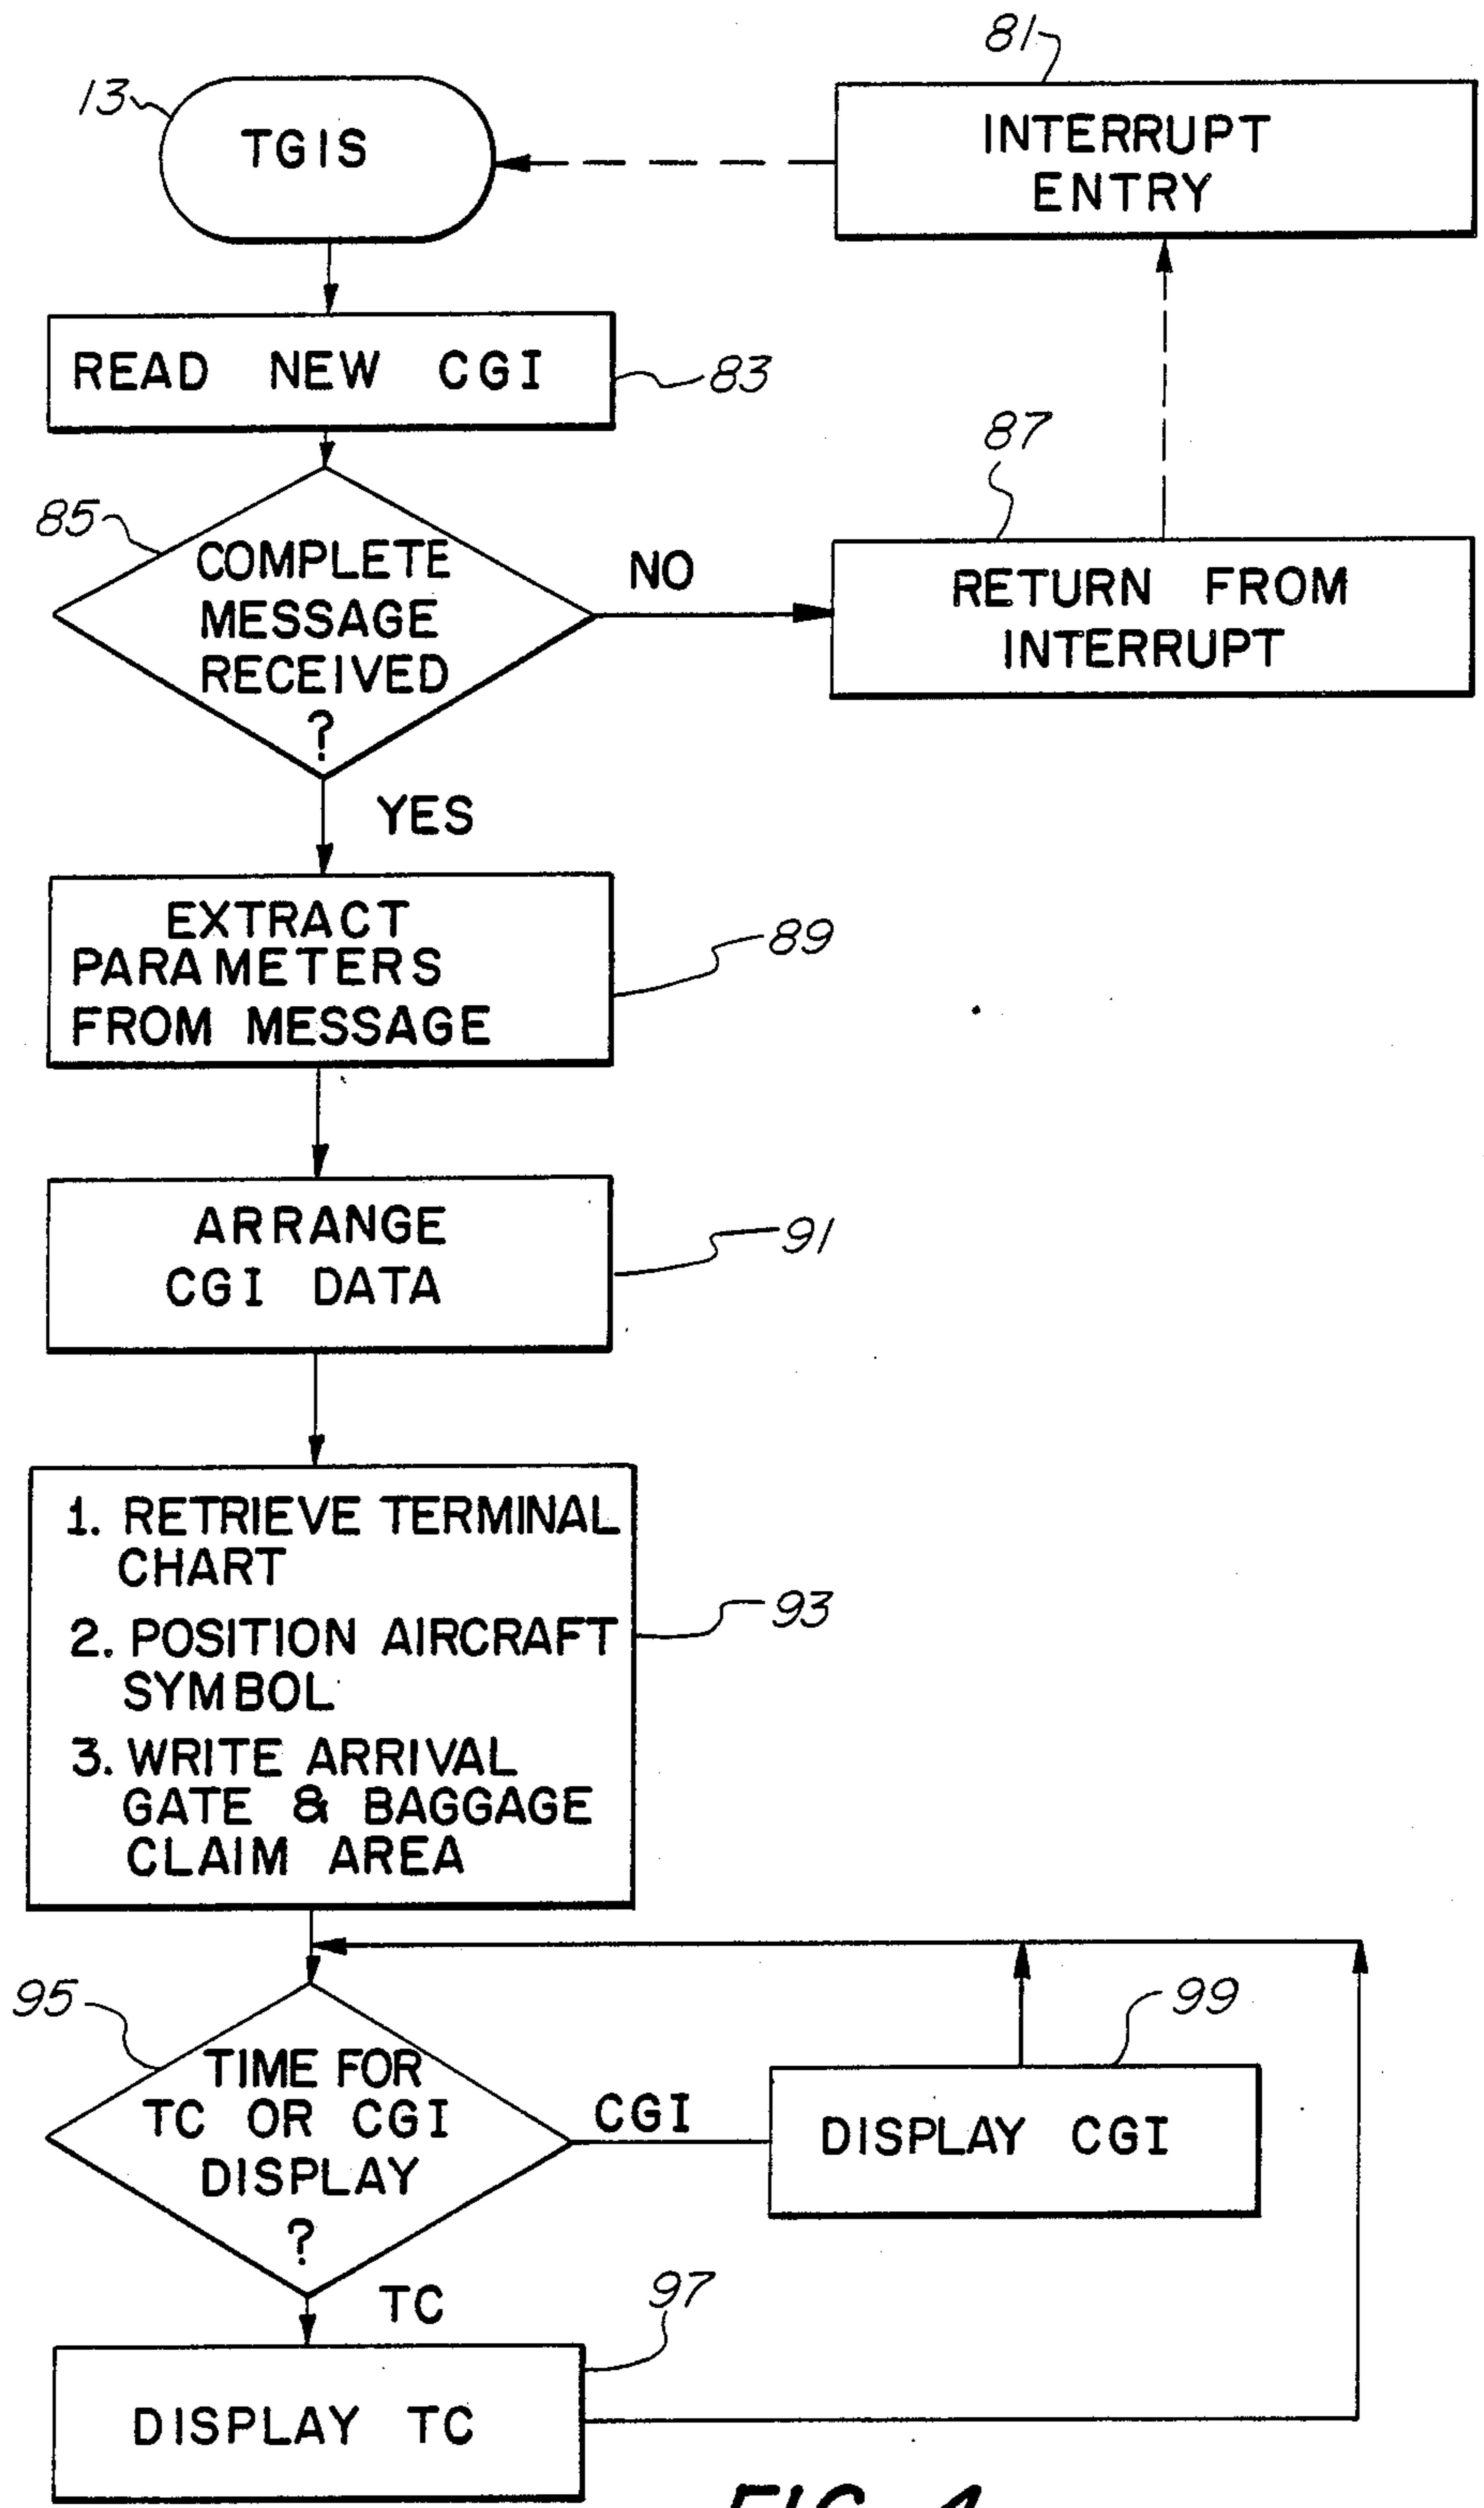 81
13
TGIS
INTERRUPT
ENTRY
READ NEW CGI
83
87
85
COMPLETE
MESSAGE
RECEIVED
?
NO
RETURN FROM
INTERRUPT
YES
EXTRACT
PARAMETERS
FROM MESSAGE
89
ARRANGE
CGI DATA
91
1. RETRIEVE TERMINAL
CHART
2. POSITION AIRCRAFT
SYMBOL
3. WRITE ARRIVAL
GATE & BAGGAGE
CLAIM AREA
93
95
TIME FOR
TC OR CGI
DISPLAY
?
CGI
99
DISPLAY CGI
TC
97
DISPLAY TC